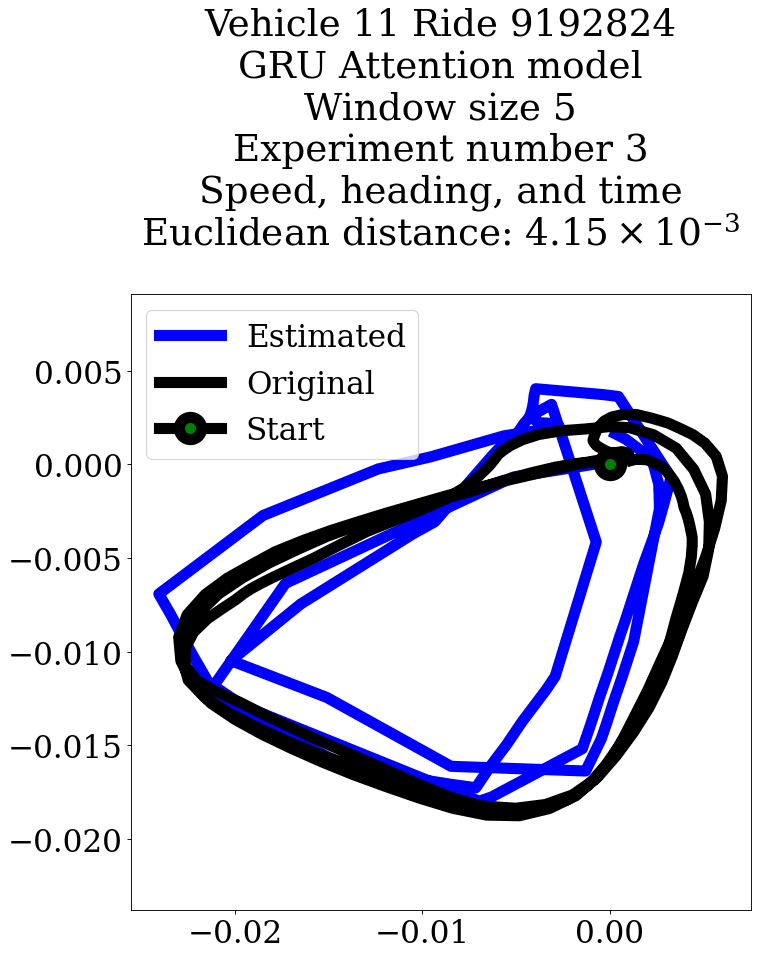 Vehicle 11 Ride 9192824
GRU Attention model
Window size 5
Experiment number 3
Speed, heading, and time
Euclidean distance: 4.15 × 10⁻³
Estimated
Original
Start
0.005
0.000
−0.005
−0.010
−0.015
−0.020
−0.02
−0.01
0.00